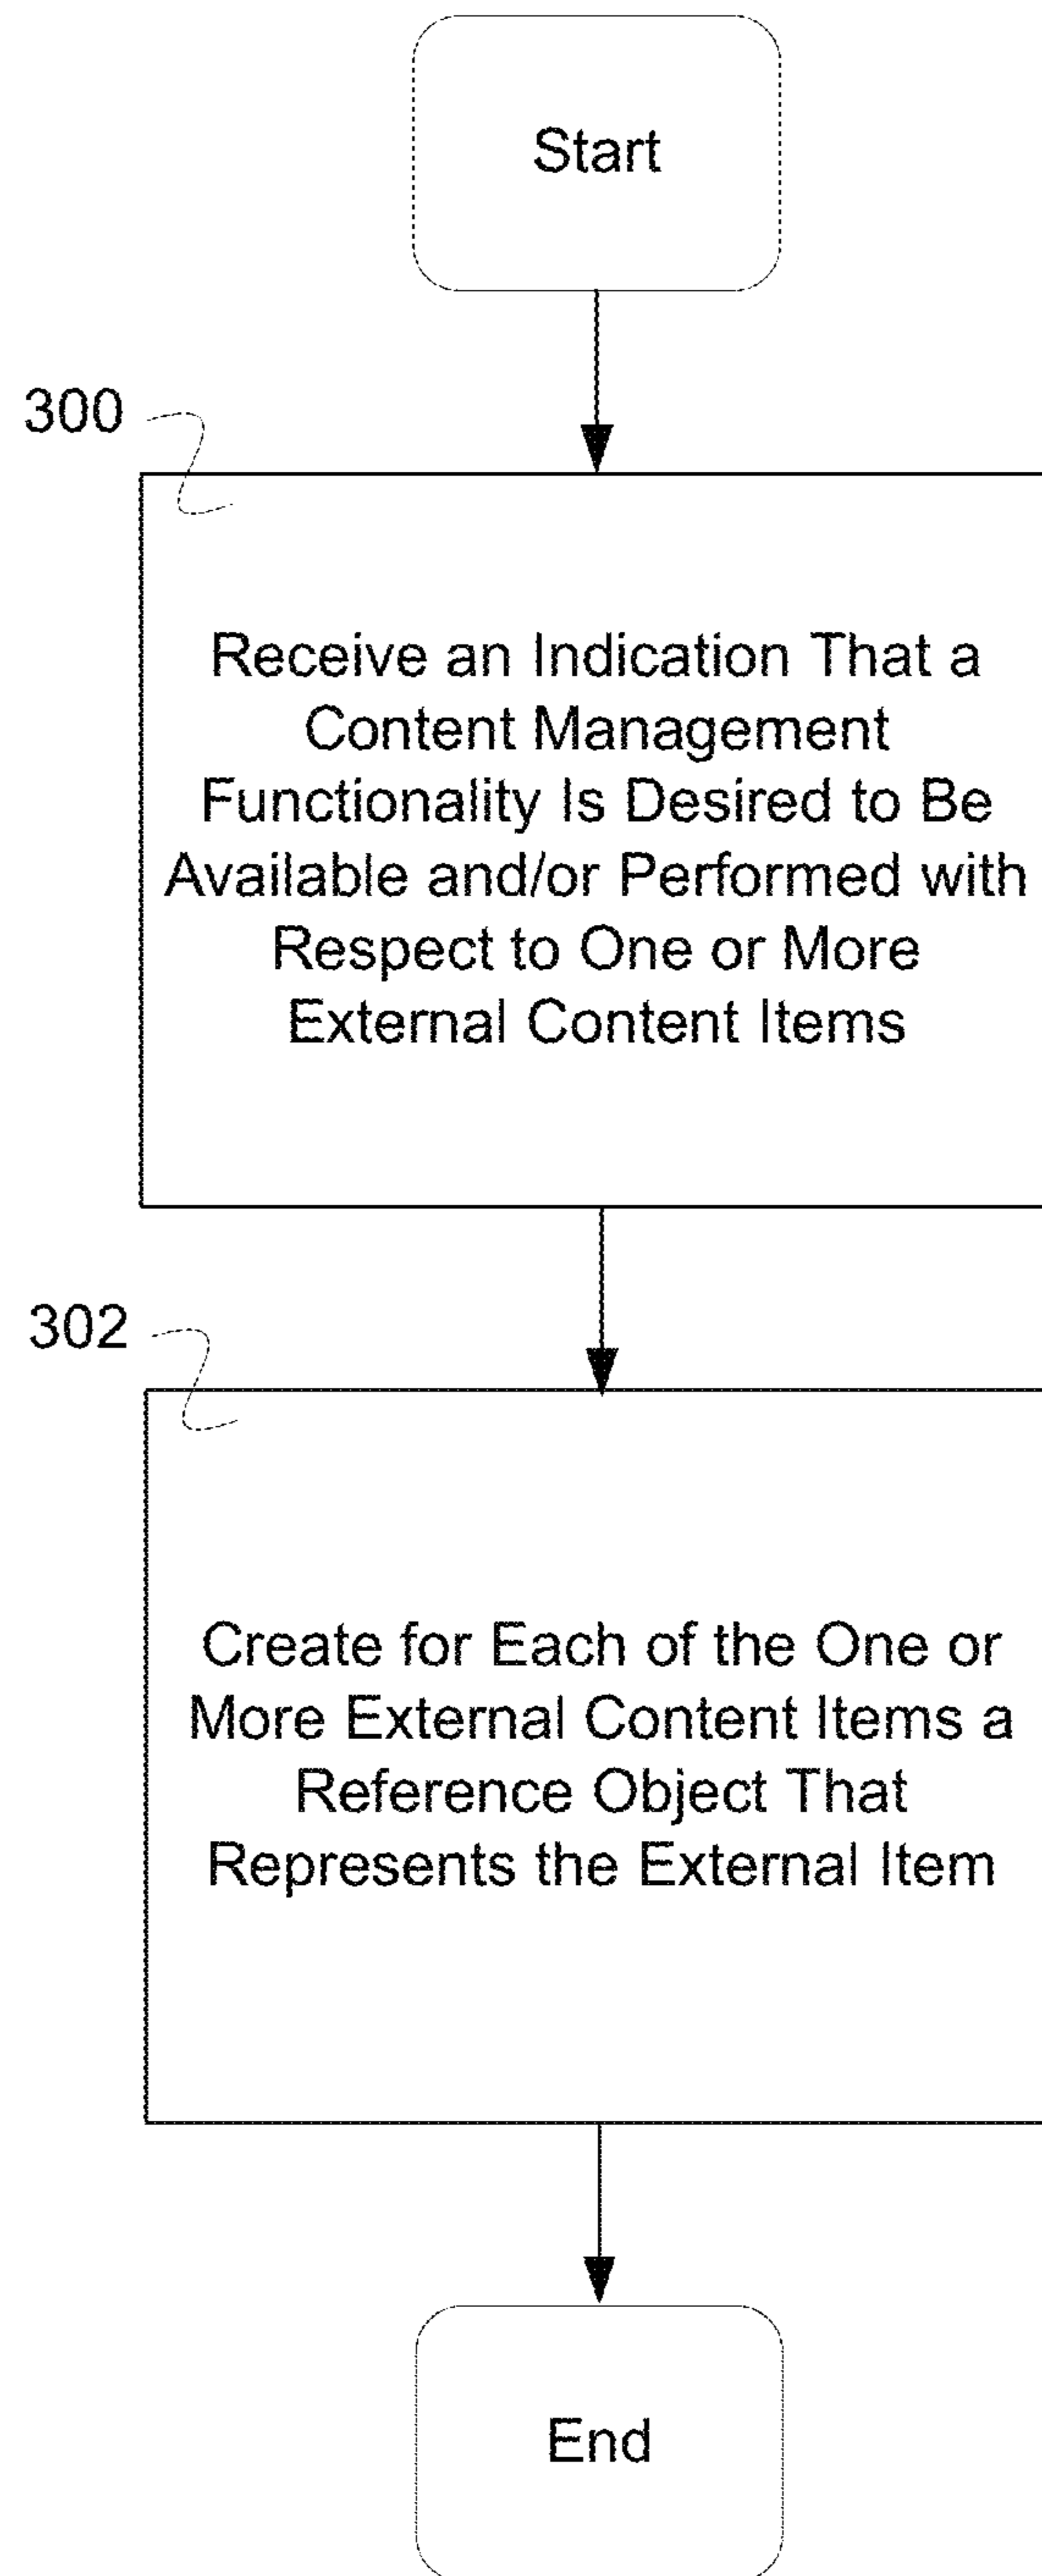 Start
300
Receive an Indication That a
Content Management
Functionality Is Desired to Be
Available and/or Performed with
Respect to One or More
External Content Items
302
Create for Each of the One or
More External Content Items a
Reference Object That
Represents the External Item
End